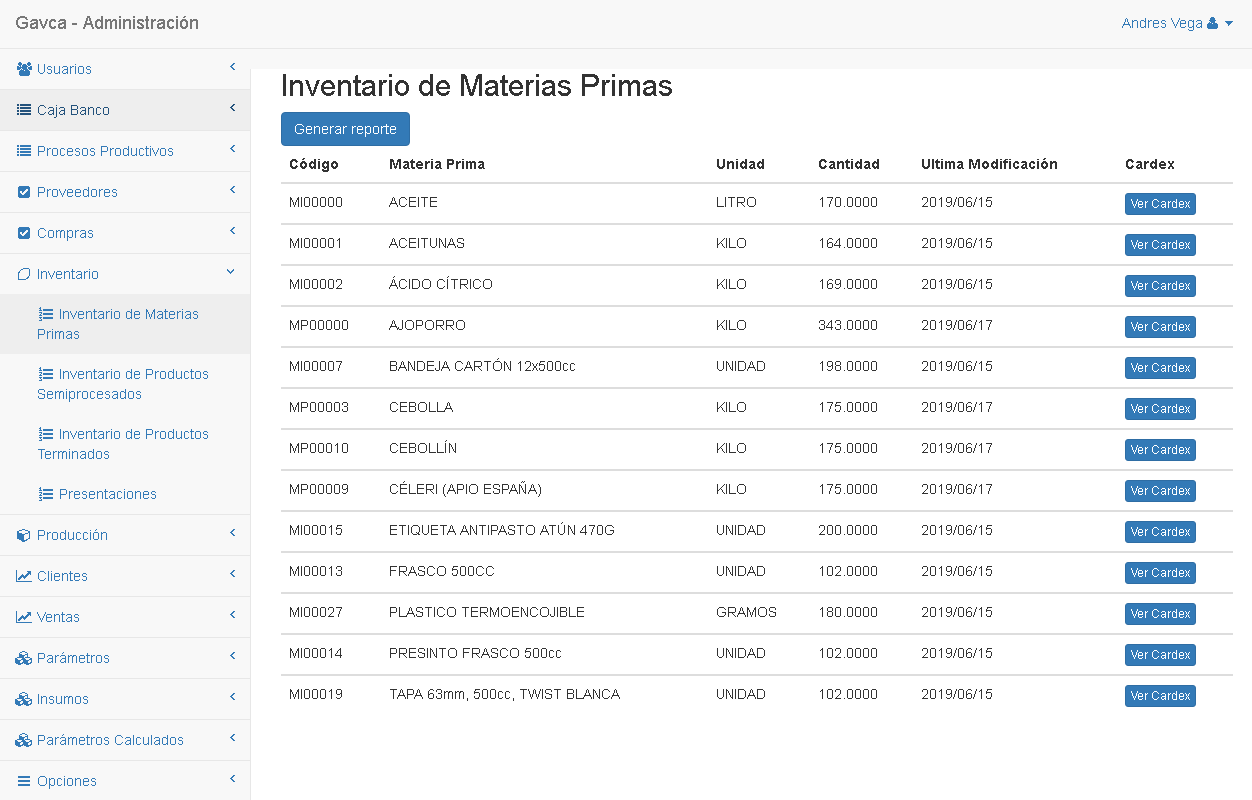 Gavca - Administración
Andres Vega
Usuarios
Caja Banco
Procesos Productivos
Proveedores
Compras
Inventario
Inventario de Materias
Primas
Inventario de Productos
Semiprocesados
Inventario de Productos
Terminados
Presentaciones
Producción
Clientes
Ventas
Parámetros
Insumos
Parámetros Calculados
Opciones
Inventario de Materias Primas
Generar reporte
Código Materia Prima Unidad Cantidad Ultima Modificación Cardex
MI00000 ACEITE LITRO 170.0000 2019/06/15 Ver Cardex
MI00001 ACEITUNAS KILO 164.0000 2019/06/15 Ver Cardex
MI00002 ÁCIDO CÍTRICO KILO 169.0000 2019/06/15 Ver Cardex
MP00000 AJOPORRO KILO 343.0000 2019/06/17 Ver Cardex
MI00007 BANDEJA CARTÓN 12x500cc UNIDAD 198.0000 2019/06/15 Ver Cardex
MP00003 CEBOLLA KILO 175.0000 2019/06/17 Ver Cardex
MP00010 CEBOLLÍN KILO 175.0000 2019/06/17 Ver Cardex
MP00009 CÉLERI (APIO ESPAÑA) KILO 175.0000 2019/06/17 Ver Cardex
MI00015 ETIQUETA ANTIPASTO ATÚN 470G UNIDAD 200.0000 2019/06/15 Ver Cardex
MI00013 FRASCO 500CC UNIDAD 102.0000 2019/06/15 Ver Cardex
MI00027 PLASTICO TERMOENCOJIBLE GRAMOS 180.0000 2019/06/15 Ver Cardex
MI00014 PRESINTO FRASCO 500cc UNIDAD 102.0000 2019/06/15 Ver Cardex
MI00019 TAPA 63mm, 500cc, TWIST BLANCA UNIDAD 102.0000 2019/06/15 Ver Cardex